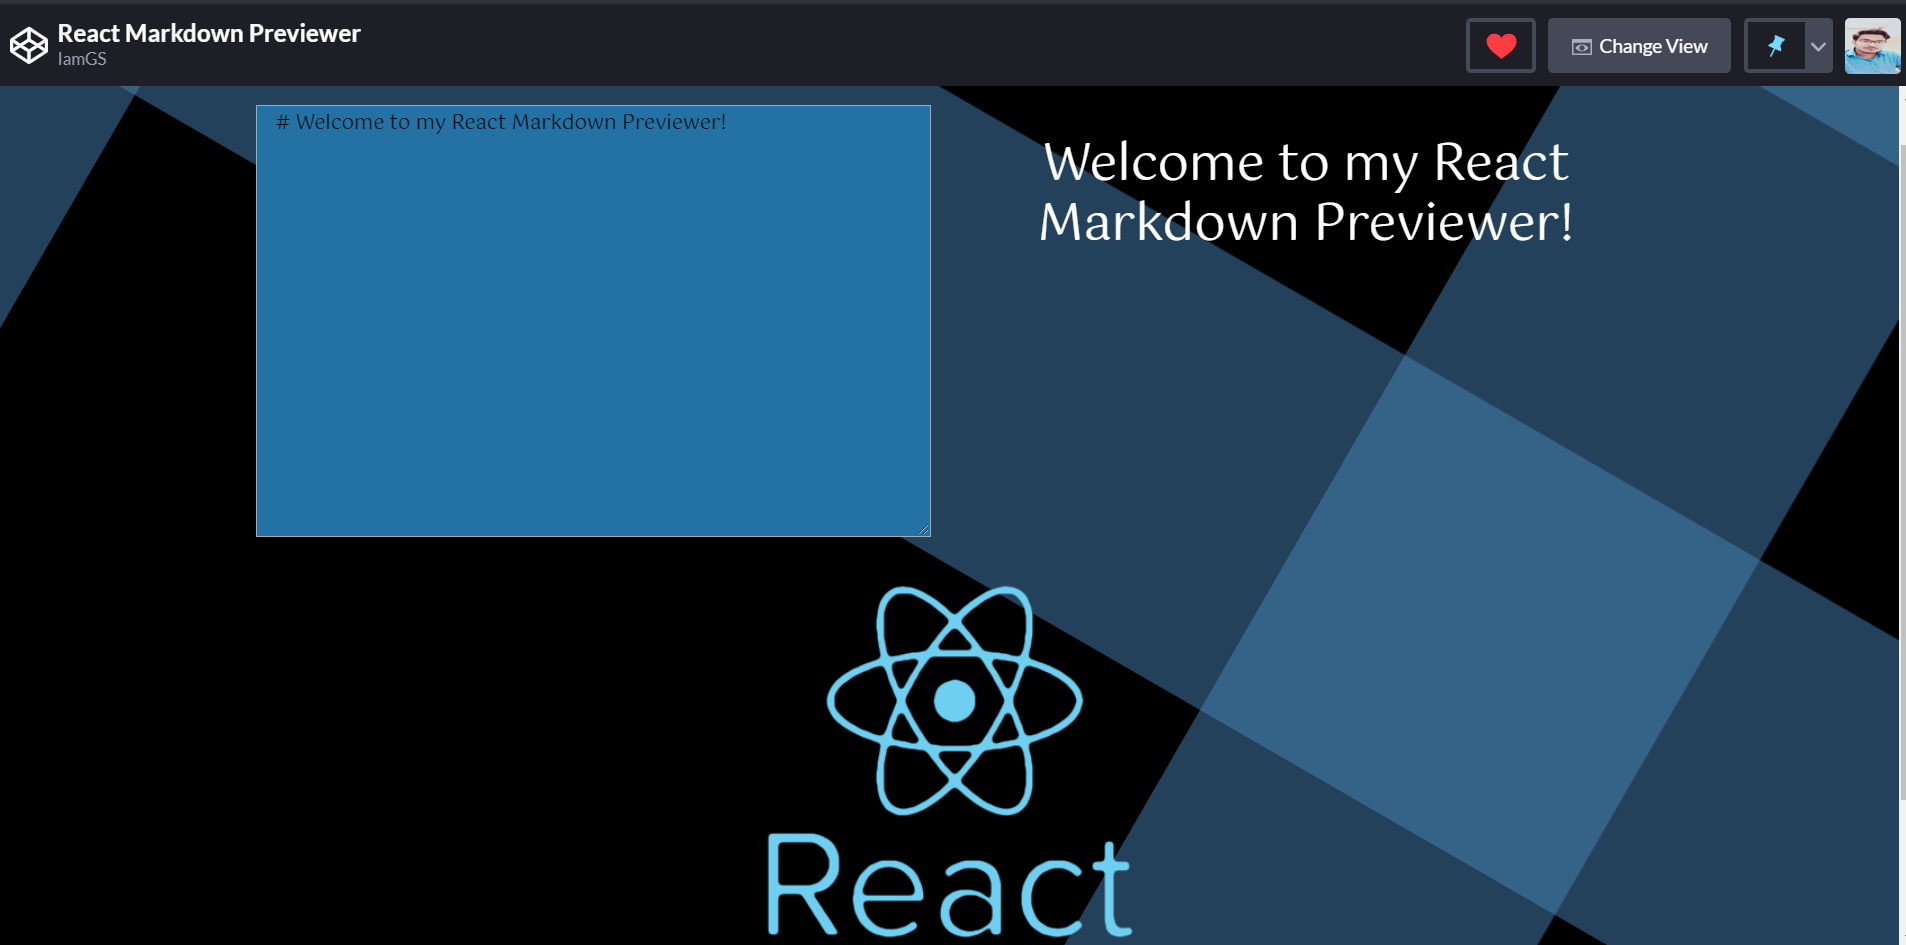 React Markdown Previewer
IamGS
Change View
# Welcome to my React Markdown Previewer!
Welcome to my React
Markdown Previewer!
React